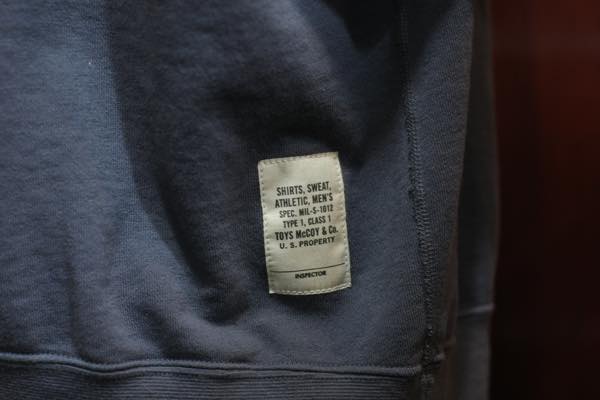 SHIRTS, SWEAT,
ATHLETIC, MEN'S
SPEC. MIL-S-1012
TYPE 1, CLASS 1
TOYS McCOY & Co.
U. S. PROPERTY
INSPECTOR